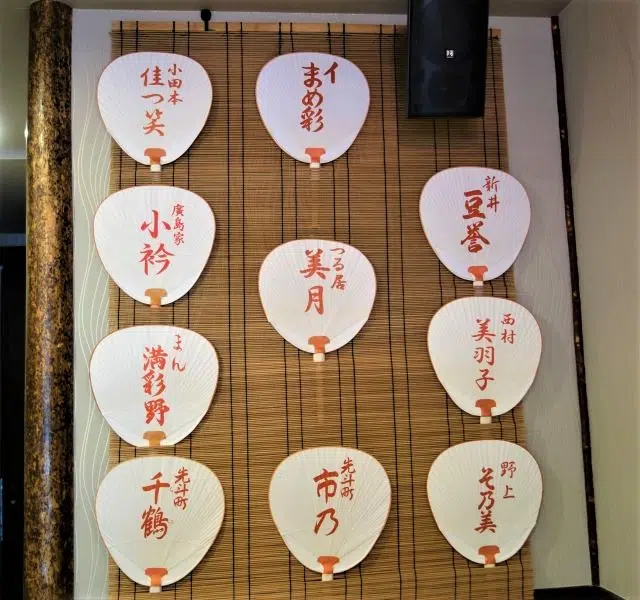 小田本
佳つ笑
イ
まめ彩
廣島家
小衿
つる居
美月
新井
豆誉
まん
満彩野
西村
美羽子
先斗町
千鶴
先斗町
市乃
野上
そ乃美